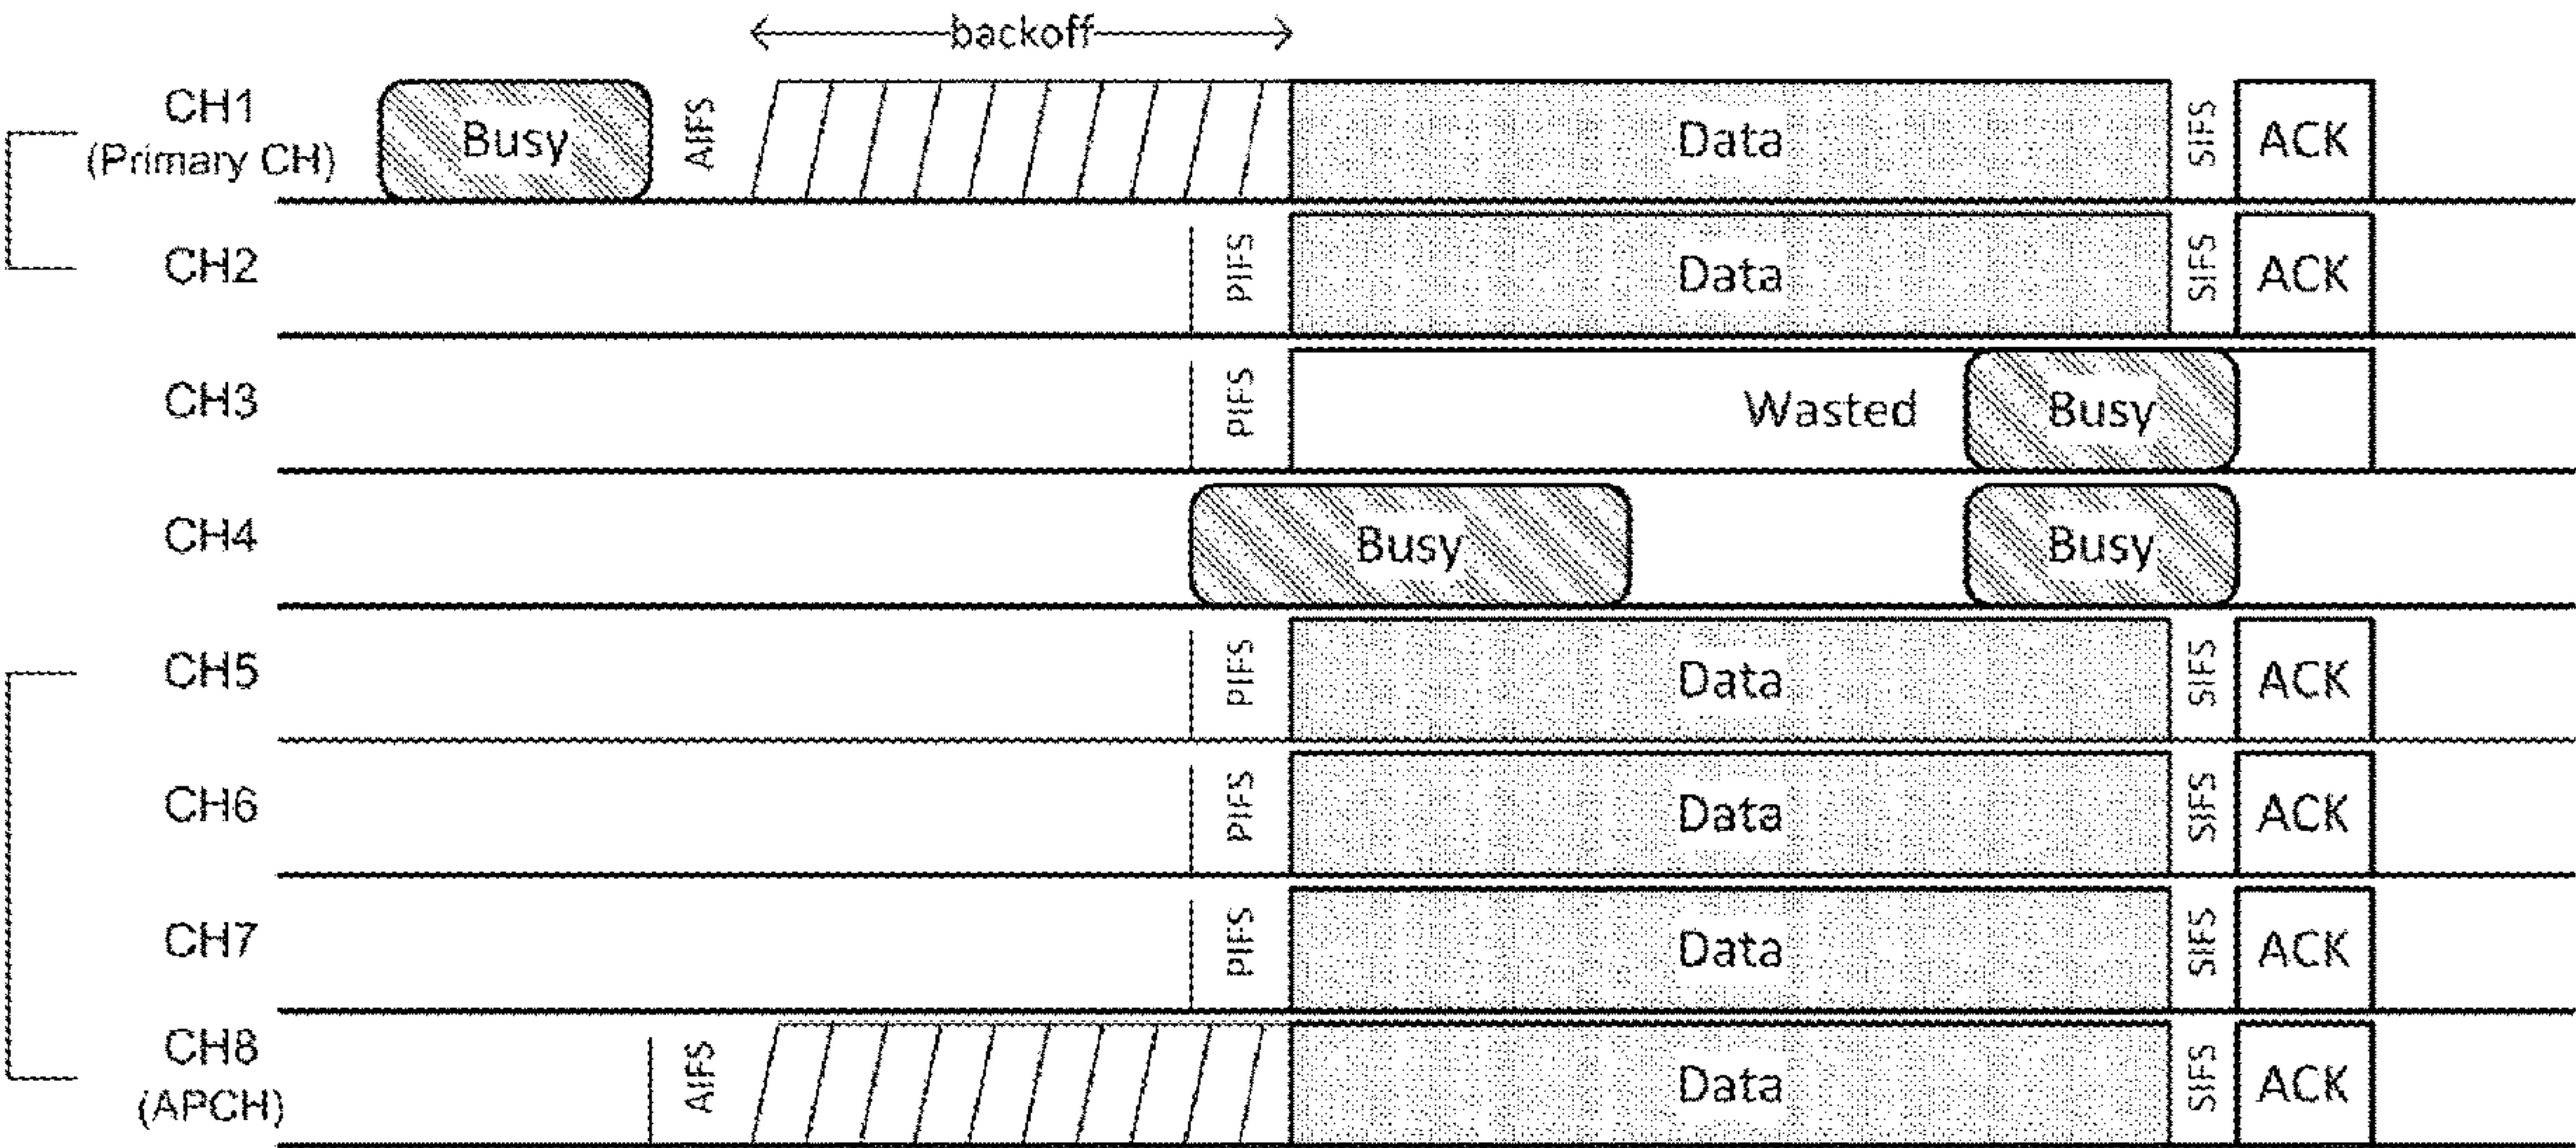 backoff
CH1
(Primary CH)
Busy
AIFS
Data
SIFS
ACK
CH2
PIFS
Data
SIFS
ACK
CH3
PIFS
Wasted
Busy
CH4
Busy
Busy
CH5
PIFS
Data
SIFS
ACK
CH6
PIFS
Data
SIFS
ACK
CH7
PIFS
Data
SIFS
ACK
CH8
(APCH)
AIFS
Data
SIFS
ACK